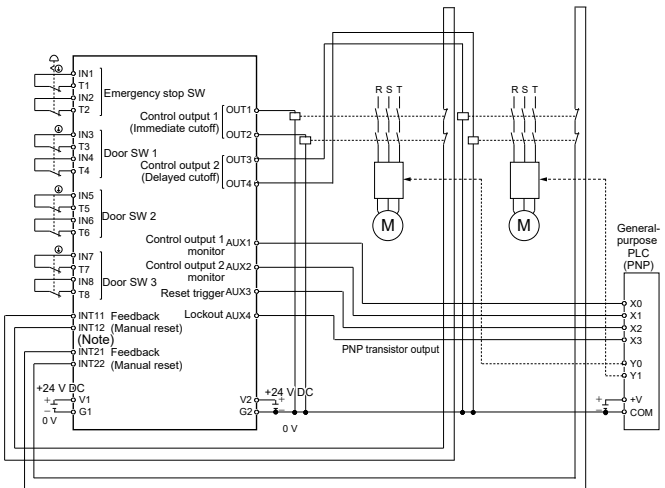 IN1
T1
IN2
T2
Emergency stop SW
IN3
T3
IN4
T4
Door SW 1
IN5
T5
IN6
T6
Door SW 2
IN7
T7
IN8
T8
Door SW 3
INT11 Feedback
INT12 (Manual reset)
(Note)
INT21 Feedback
INT22 (Manual reset)
+24 V DC
+
V1
−
G1
0 V
Control output 1
(Immediate cutoff)
OUT1
OUT2
Control output 2
(Delayed cutoff)
OUT3
OUT4
Control output 1
monitor
AUX1
Control output 2
monitor
AUX2
Reset trigger AUX3
Lockout AUX4
+24 V DC
V2
+
G2
−
0 V
R S T
M
R S T
M
PNP transistor output
General-
purpose
PLC
(PNP)
X0
X1
X2
X3
Y0
Y1
+
+V
−
COM